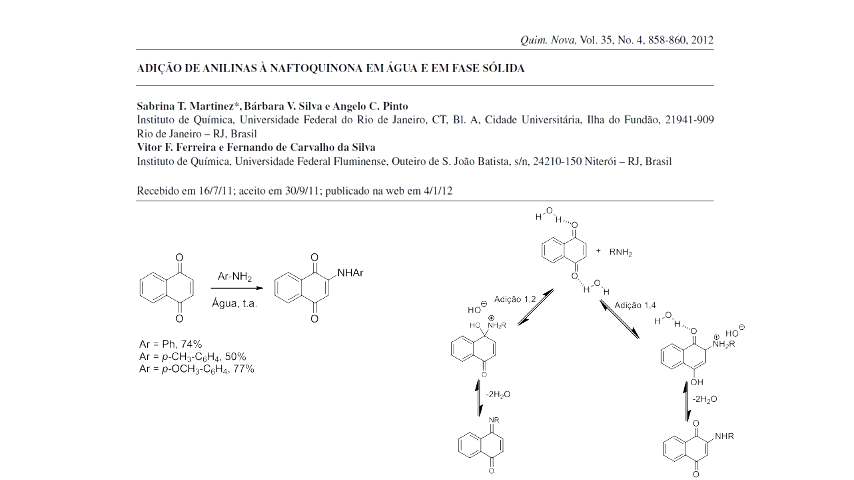 Quim. Nova, Vol. 35, No. 4, 858-860, 2012
ADIÇÃO DE ANILINAS À NAFTOQUINONA EM ÁGUA E EM FASE SÓLIDA
Sabrina T. Martinez*, Bárbara V. Silva e Angelo C. Pinto
Instituto de Química, Universidade Federal do Rio de Janeiro, CT, Bl. A, Cidade Universitária, Ilha do Fundão, 21941-909
Rio de Janeiro – RJ, Brasil
Vitor F. Ferreira e Fernando de Carvalho da Silva
Instituto de Química, Universidade Federal Fluminense, Outeiro de S. João Batista, s/n, 24210-150 Niterói – RJ, Brasil
Recebido em 16/7/11; aceito em 30/9/11; publicado na web em 4/1/12
O
O
Ar-NH₂
Água, t.a.
O
NHAr
O
Ar = Ph, 74%
Ar = p-CH₃-C₆H₄, 50%
Ar = p-OCH₃-C₆H₄, 77%
H O H
O
+ RNH₂
O
H O H
Adição 1,2
Adição 1,4
HO⊖
HO ⊕NH₂R
O
-2H₂O
NR
O
H O H
O
⊕NH₂R
HO⊖
OH
-2H₂O
O
NHR
O